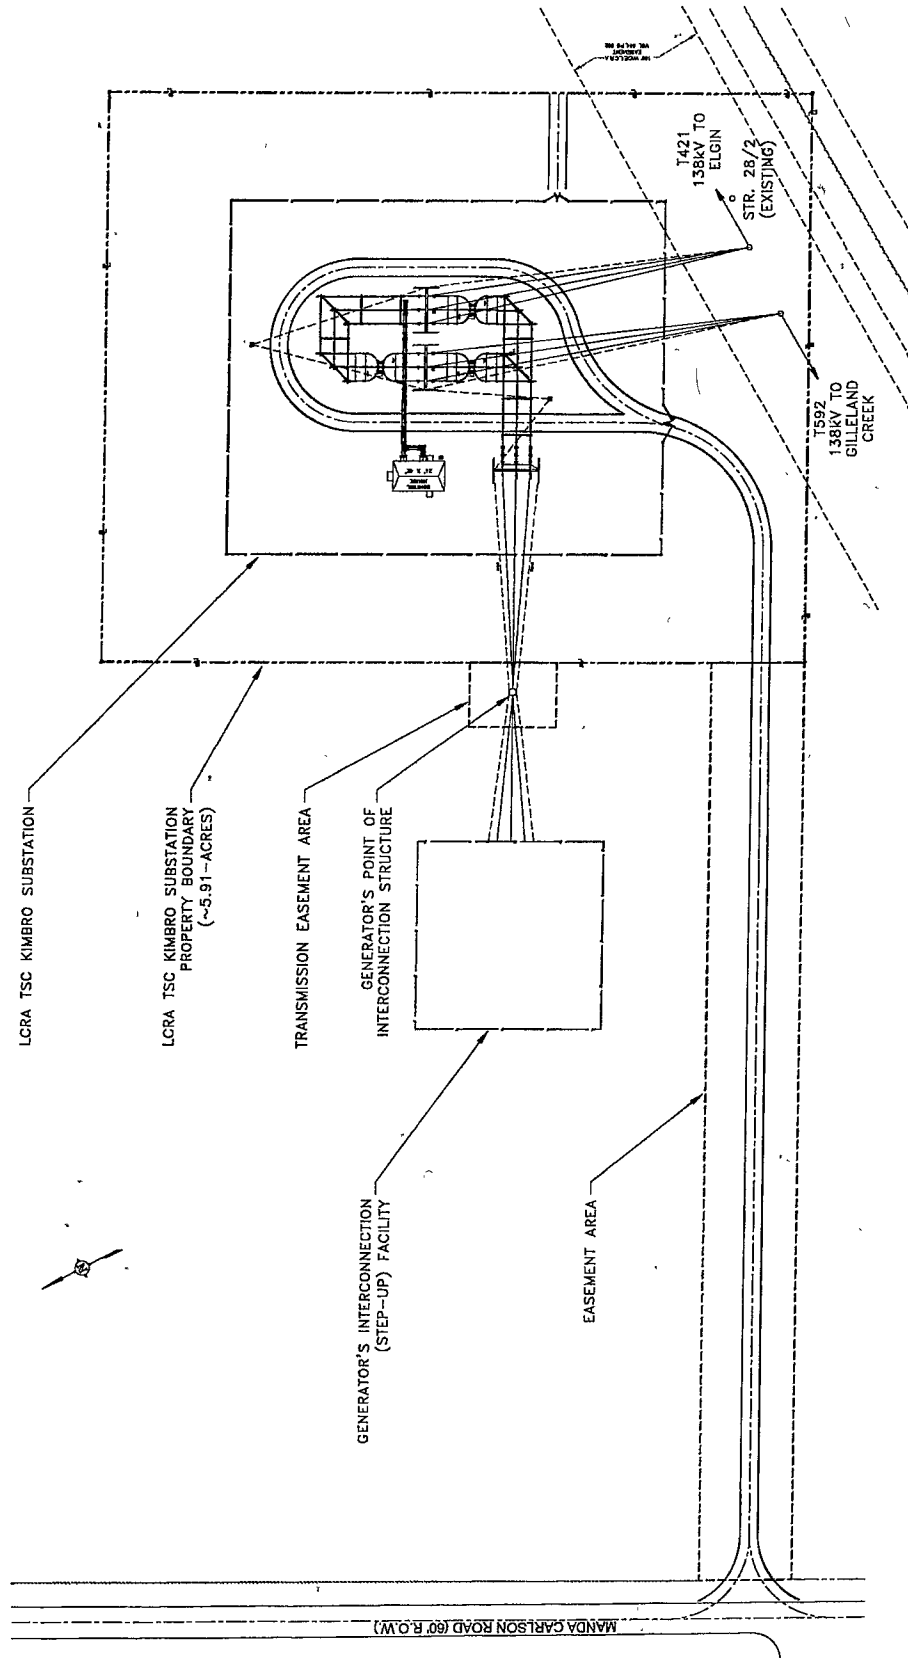 LCRA TSC KIMBRO SUBSTATION
LCRA TSC KIMBRO SUBSTATION
PROPERTY BOUNDARY
(~5.91-ACRES)
TRANSMISSION EASEMENT AREA
GENERATOR'S POINT OF
INTERCONNECTION STRUCTURE
GENERATOR'S INTERCONNECTION
(STEP-UP) FACILITY
EASEMENT AREA
MANDA CARLSON ROAD (60' R.O.W.)
T421
138kV TO
ELGIN
STR. 28/2
(EXISTING)
T592
138kV TO
GILLELAND
CREEK
CONTROL
HOUSE